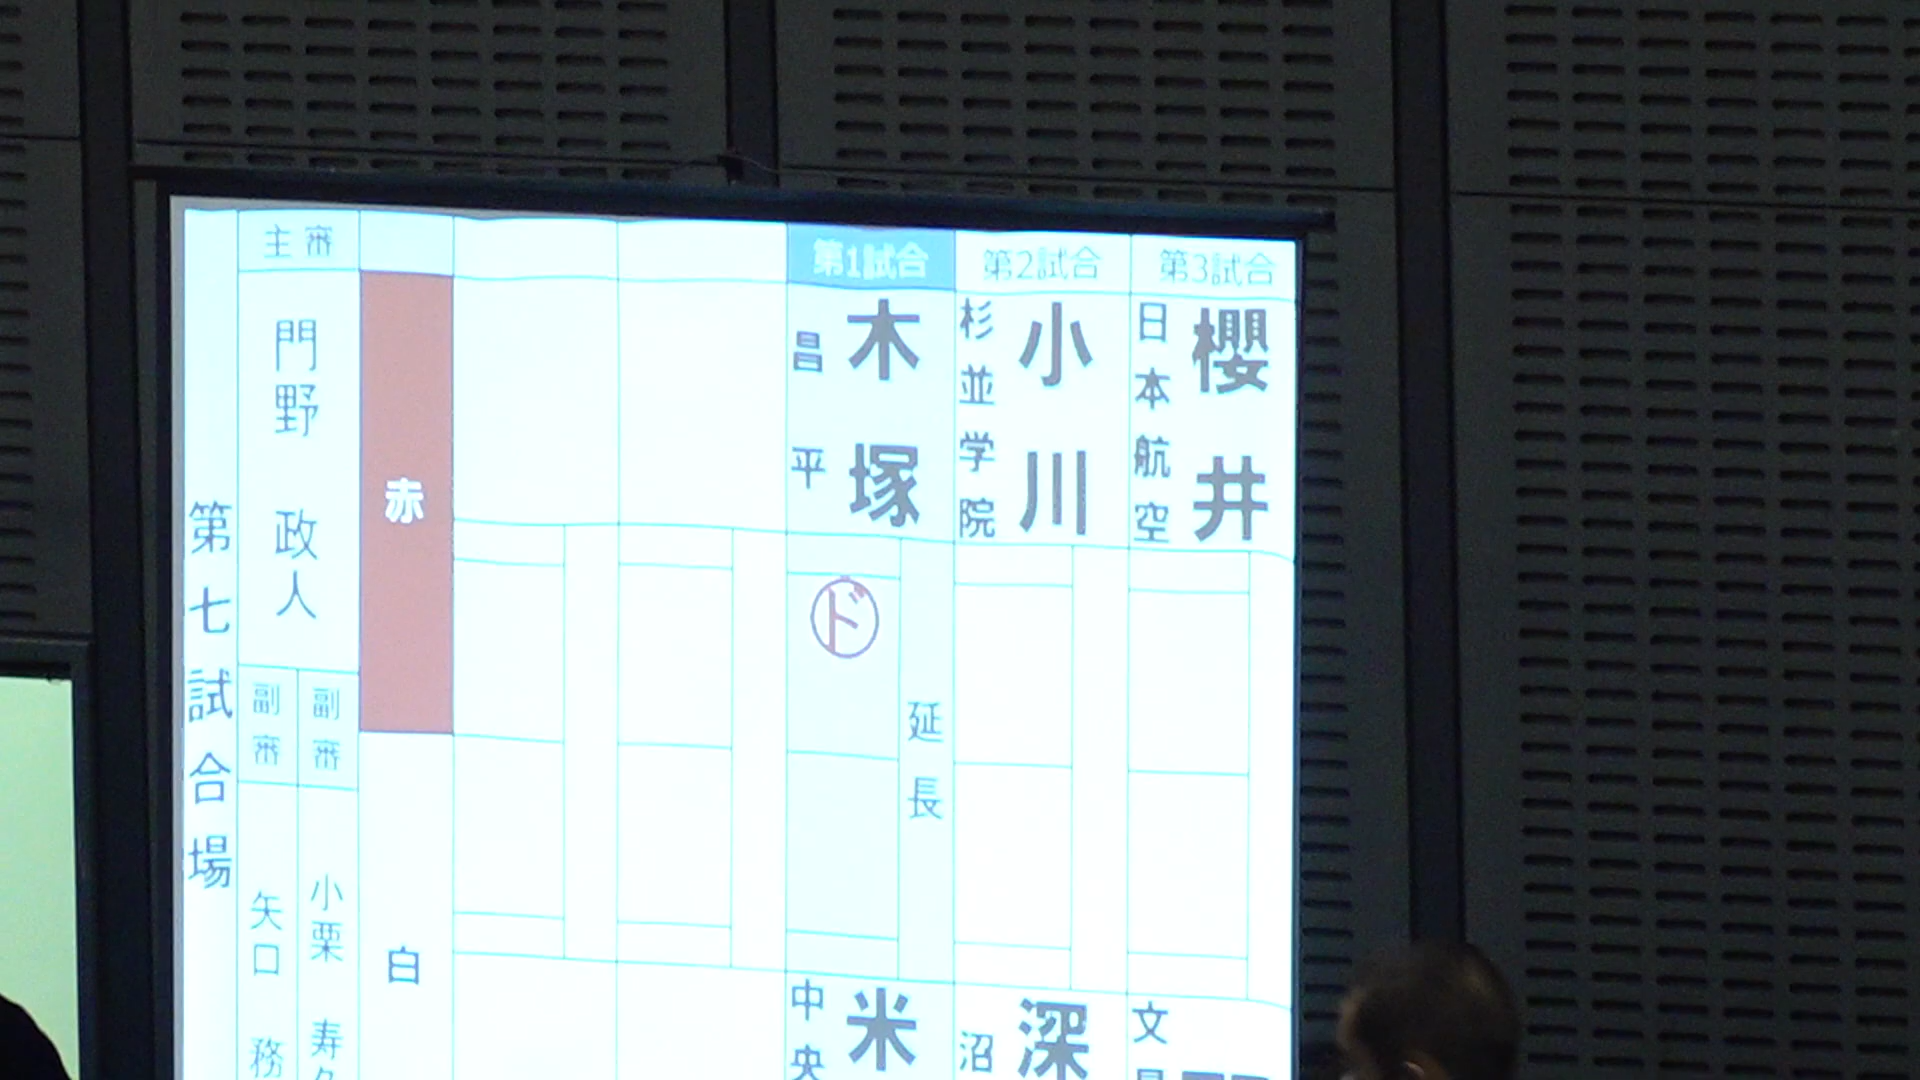 第七試合場
主審
門野 政人
副審
副審
矢口 務
小栗 寿
赤
白
第1試合
昌平
木塚
ド
延長
中央
米
第2試合
杉並学院
小川
沼
深
第3試合
日本航空
櫻井
文